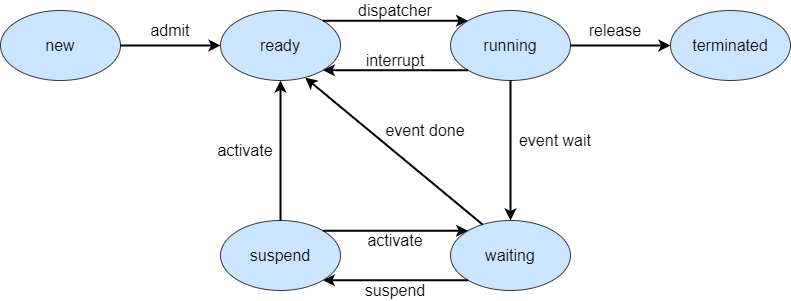 dispatcher
admit
release
new
ready
running
terminated
interrupt
event done
event wait
activate
activate
suspend
waiting
suspend